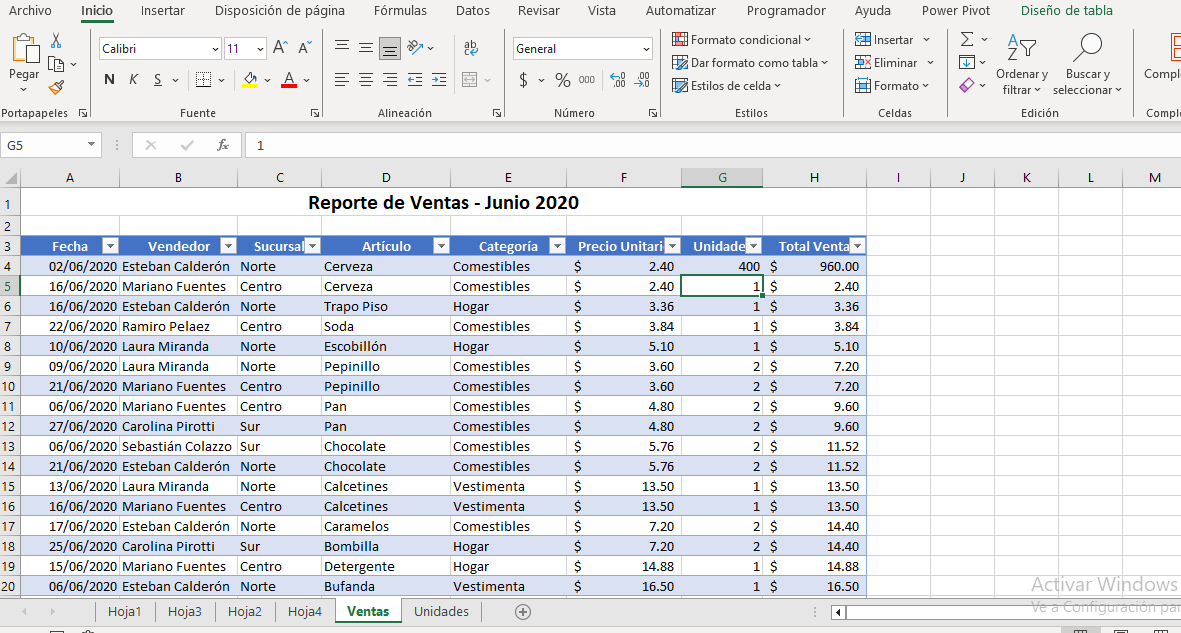 Archivo Inicio Insertar Disposición de página Fórmulas Datos Revisar Vista Automatizar Programador Ayuda Power Pivot Diseño de tabla
Pegar
Portapapeles
Calibri 11 A A
N K S A
Fuente
ab
Alineación
General
$ % 000
Número
Formato condicional
Dar formato como tabla
Estilos de celda
Estilos
Insertar
Eliminar
Formato
Celdas
Ordenar y filtrar
Buscar y seleccionar
Edición
Compl
Compl
G5 fx 1
A B C D E F G H I J K L M
1 Reporte de Ventas - Junio 2020
2
3 Fecha Vendedor Sucursal Artículo Categoría Precio Unitari Unidade Total Venta
4 02/06/2020 Esteban Calderón Norte Cerveza Comestibles $ 2.40 400 $ 960.00
5 16/06/2020 Mariano Fuentes Centro Cerveza Comestibles $ 2.40 1 $ 2.40
6 16/06/2020 Esteban Calderón Norte Trapo Piso Hogar $ 3.36 1 $ 3.36
7 22/06/2020 Ramiro Pelaez Centro Soda Comestibles $ 3.84 1 $ 3.84
8 10/06/2020 Laura Miranda Norte Escobillón Hogar $ 5.10 1 $ 5.10
9 09/06/2020 Laura Miranda Norte Pepinillo Comestibles $ 3.60 2 $ 7.20
10 21/06/2020 Mariano Fuentes Centro Pepinillo Comestibles $ 3.60 2 $ 7.20
11 06/06/2020 Mariano Fuentes Centro Pan Comestibles $ 4.80 2 $ 9.60
12 27/06/2020 Carolina Pirotti Sur Pan Comestibles $ 4.80 2 $ 9.60
13 06/06/2020 Sebastián Colazzo Sur Chocolate Comestibles $ 5.76 2 $ 11.52
14 21/06/2020 Esteban Calderón Norte Chocolate Comestibles $ 5.76 2 $ 11.52
15 13/06/2020 Laura Miranda Norte Calcetines Vestimenta $ 13.50 1 $ 13.50
16 16/06/2020 Mariano Fuentes Centro Calcetines Vestimenta $ 13.50 1 $ 13.50
17 17/06/2020 Esteban Calderón Norte Caramelos Comestibles $ 7.20 2 $ 14.40
18 25/06/2020 Carolina Pirotti Sur Bombilla Hogar $ 7.20 2 $ 14.40
19 15/06/2020 Mariano Fuentes Centro Detergente Hogar $ 14.88 1 $ 14.88
20 06/06/2020 Esteban Calderón Norte Bufanda Vestimenta $ 16.50 1 $ 16.50
Activar Windows
Ve a Configuración par
Hoja1 Hoja3 Hoja2 Hoja4 Ventas Unidades